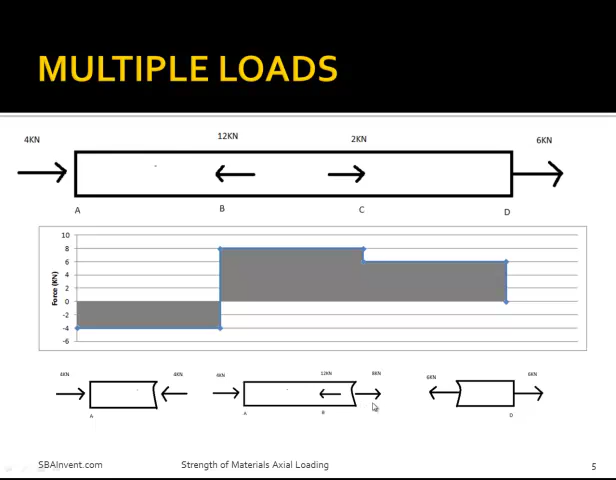 MULTIPLE LOADS
4KN 12KN 2KN 6KN
A B C D
10
8
6
4
2
0
-2
-4
-6
Force (KN)
4KN 4KN 4KN 12KN 8KN 6KN 6KN
A A B D
SBAInvent.com Strength of Materials Axial Loading 5